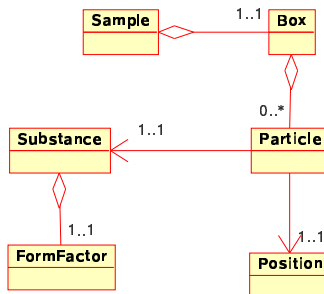 Sample
1..1
Box
0..*
Substance
1..1
Particle
1..1
1..1
FormFactor
Position